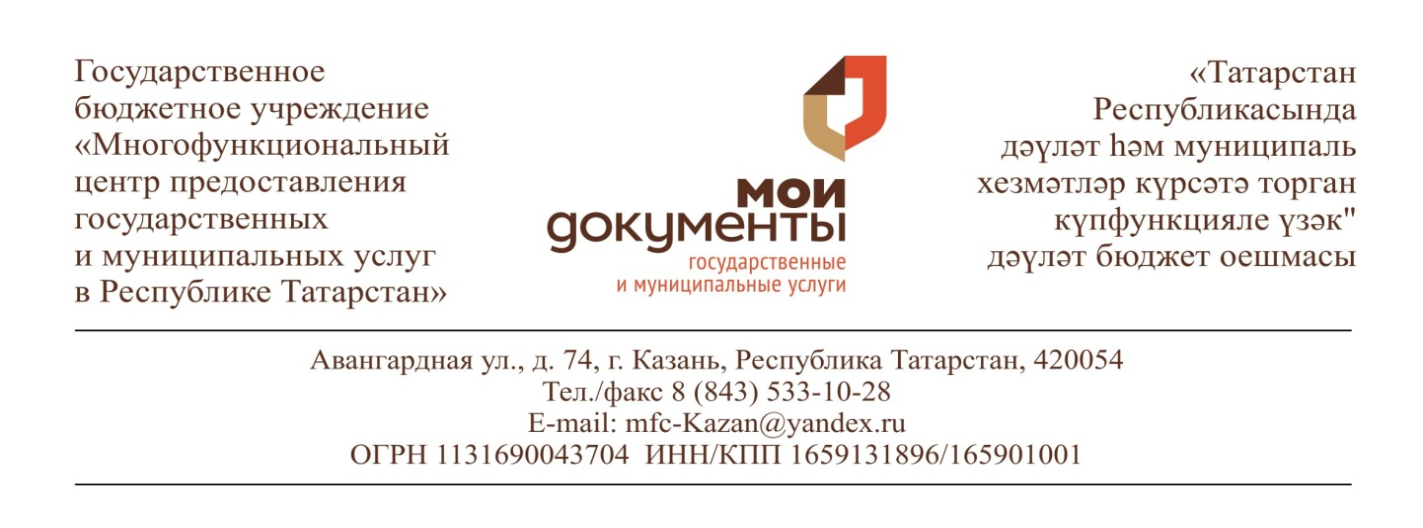 Государственное
бюджетное учреждение
«Многофункциональный
центр предоставления
государственных
и муниципальных услуг
в Республике Татарстан»
мои
документы
государственные
и муниципальные услуги
«Татарстан
Республикасында
дәүләт һәм муниципаль
хезмәтләр күрсәтә торган
күпфункцияле үзәк"
дәүләт бюджет оешмасы
Авангардная ул., д. 74, г. Казань, Республика Татарстан, 420054
Тел./факс 8 (843) 533-10-28
E-mail: mfc-Kazan@yandex.ru
ОГРН 1131690043704 ИНН/КПП 1659131896/165901001